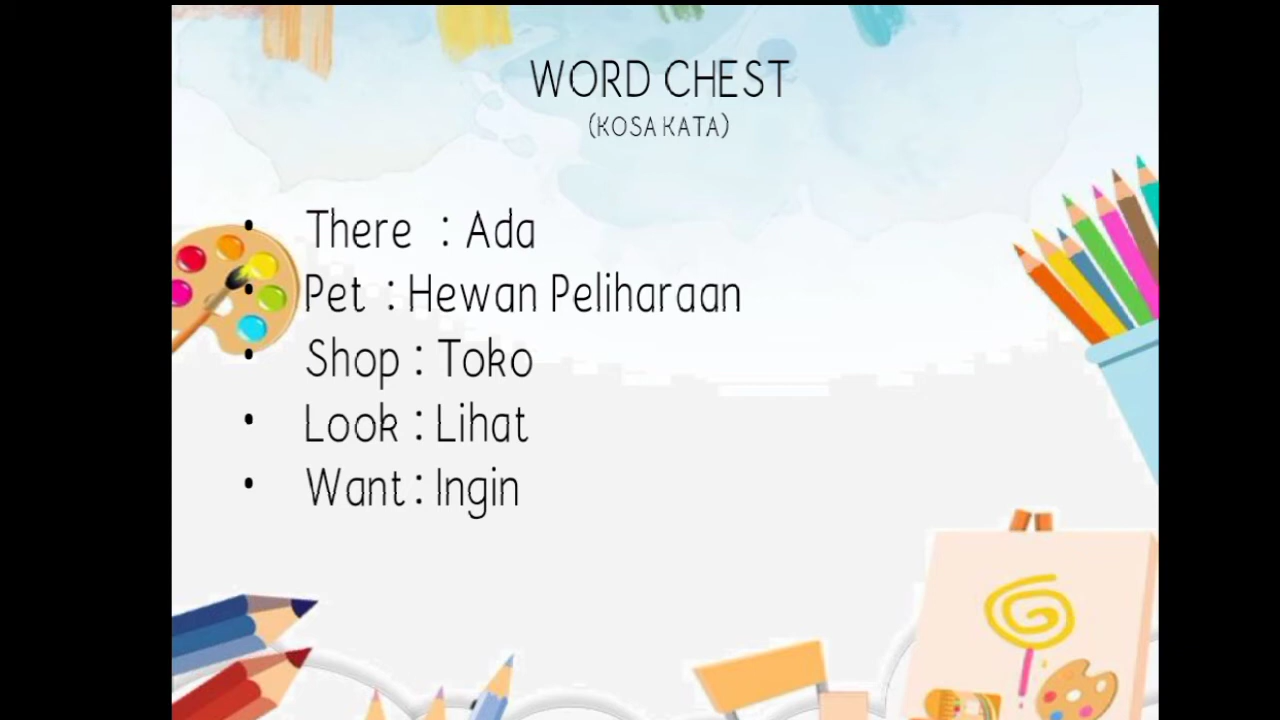 WORD CHEST
(KOSA KATA)
• There : Ada
• Pet : Hewan Peliharaan
• Shop : Toko
• Look : Lihat
• Want : Ingin